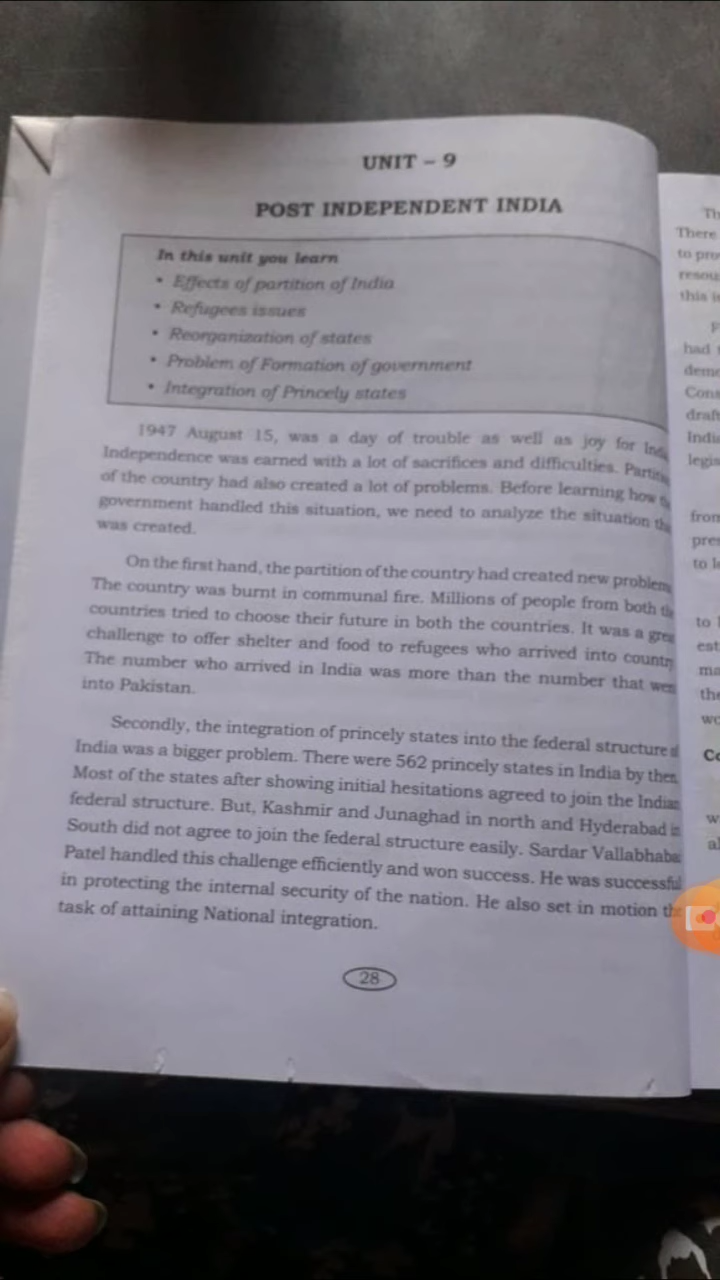 UNIT – 9
POST INDEPENDENT INDIA
In this unit you learn
• Effects of partition of India
• Refugees issues
• Reorganization of states
• Problem of Formation of government
• Integration of Princely states
1947 August 15, was a day of trouble as well as joy for
Independence was earned with a lot of sacrifices and difficulties.
of the country had also created a lot of problems. Before learning how
government handled this situation, we need to analyze the situation
was created.
On the first hand, the partition of the country had created new
The country was burnt in communal fire. Millions of people from both
countries tried to choose their future in both the countries. It was a
challenge to offer shelter and food to refugees who arrived into
The number who arrived in India was more than the number that
into Pakistan.
Secondly, the integration of princely states into the federal structure
India was a bigger problem. There were 562 princely states in India by then.
Most of the states after showing initial hesitations agreed to join the Indian
federal structure. But, Kashmir and Junaghad in north and Hyderabad in
South did not agree to join the federal structure easily. Sardar
Patel handled this challenge efficiently and won success. He was successful
in protecting the internal security of the nation. He also set in motion
task of attaining National integration.
28
There
to
this
had
from
to